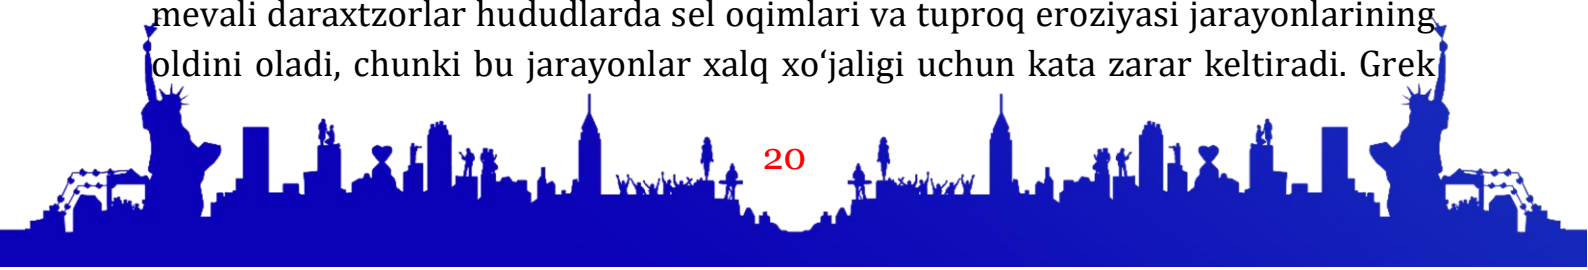 mevali daraxtzorlar hududlarda sel oqimlari va tuproq eroziyasi jarayonlarining
oldini oladi, chunki bu jarayonlar xalq xo‘jaligi uchun kata zarar keltiradi. Grek
20